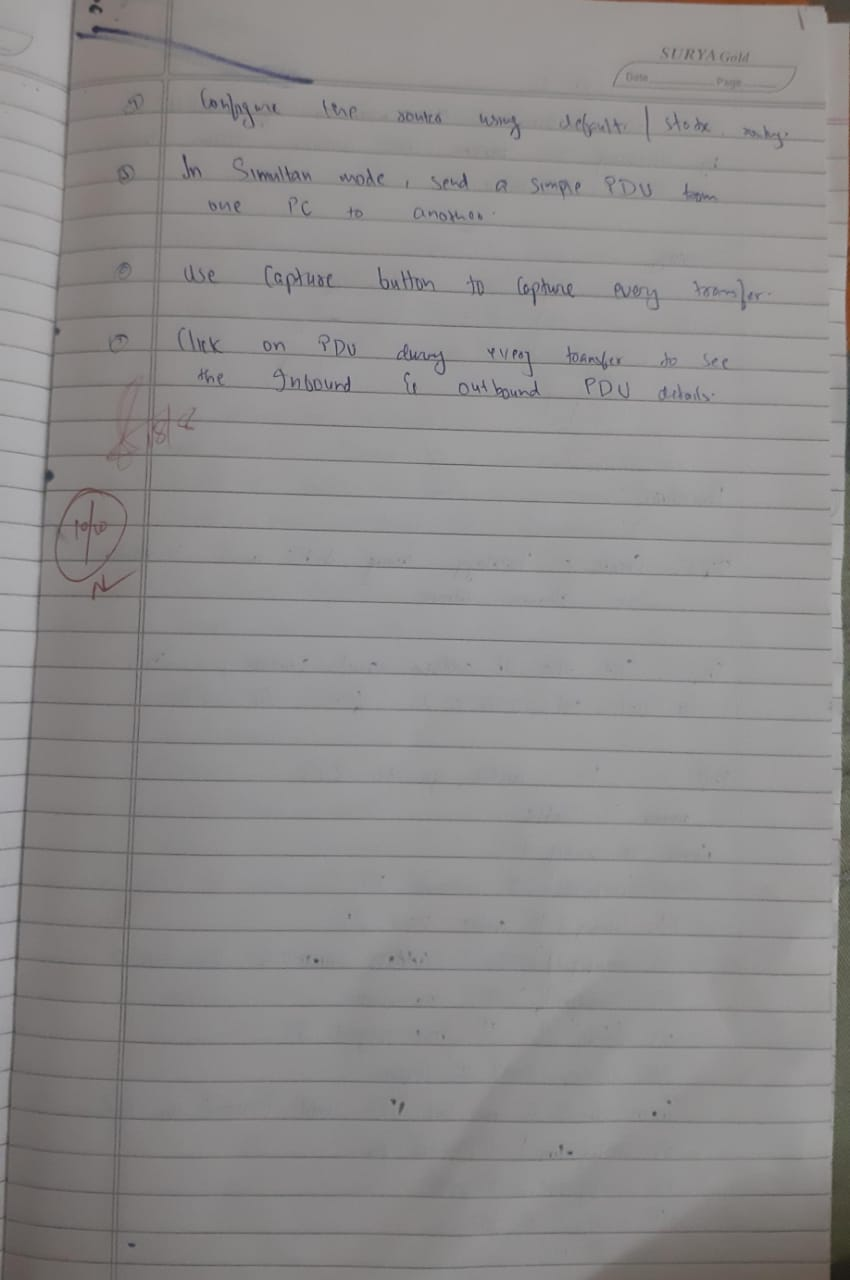 SURYA Gold
Date Page
Configure the router using default / static
In Simultan mode, send a simple PDU from
one PC to another.
Use Capture button to Capture every transfer.
Click on PDU during every transfer to see
the Inbound & outbound PDU details.
10/10